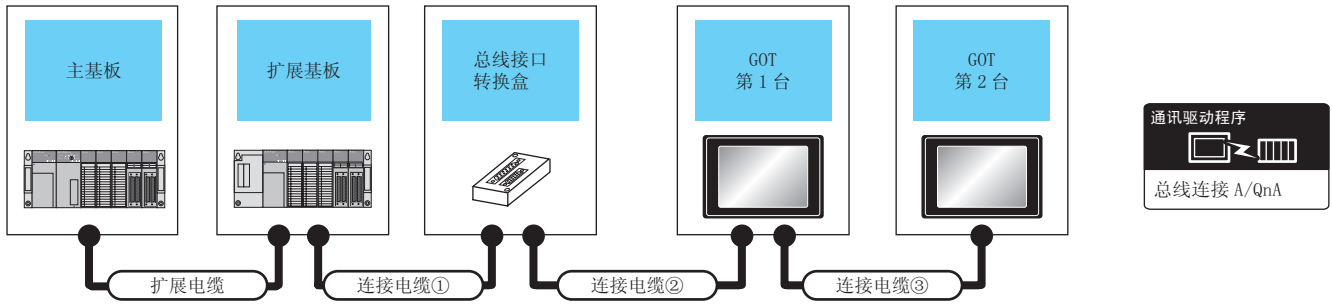 主基板
扩展基板
总线接口
转换盒
GOT
第 1 台
GOT
第 2 台
通讯驱动程序
总线连接 A/QnA
扩展电缆
连接电缆①
连接电缆②
连接电缆③